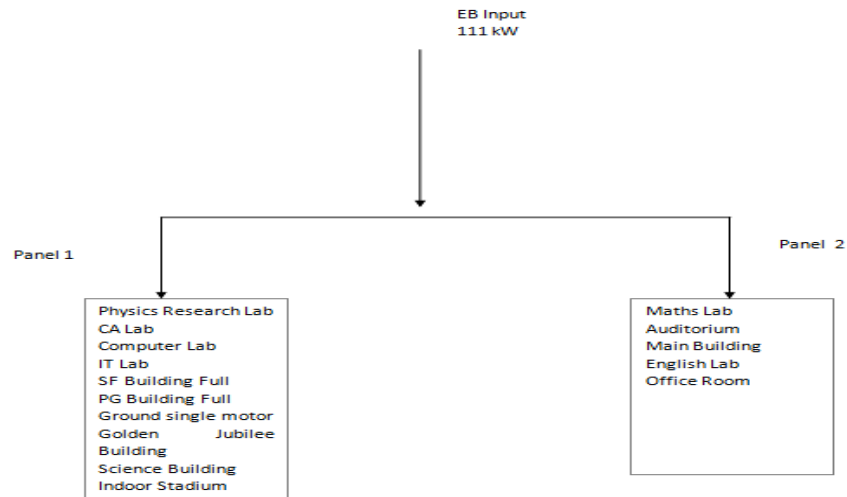 EB Input
111 kW
Panel 1
Panel 2
Physics Research Lab
CA Lab
Computer Lab
IT Lab
SF Building Full
PG Building Full
Ground single motor
Golden Jubilee
Building
Science Building
Indoor Stadium
Maths Lab
Auditorium
Main Building
English Lab
Office Room